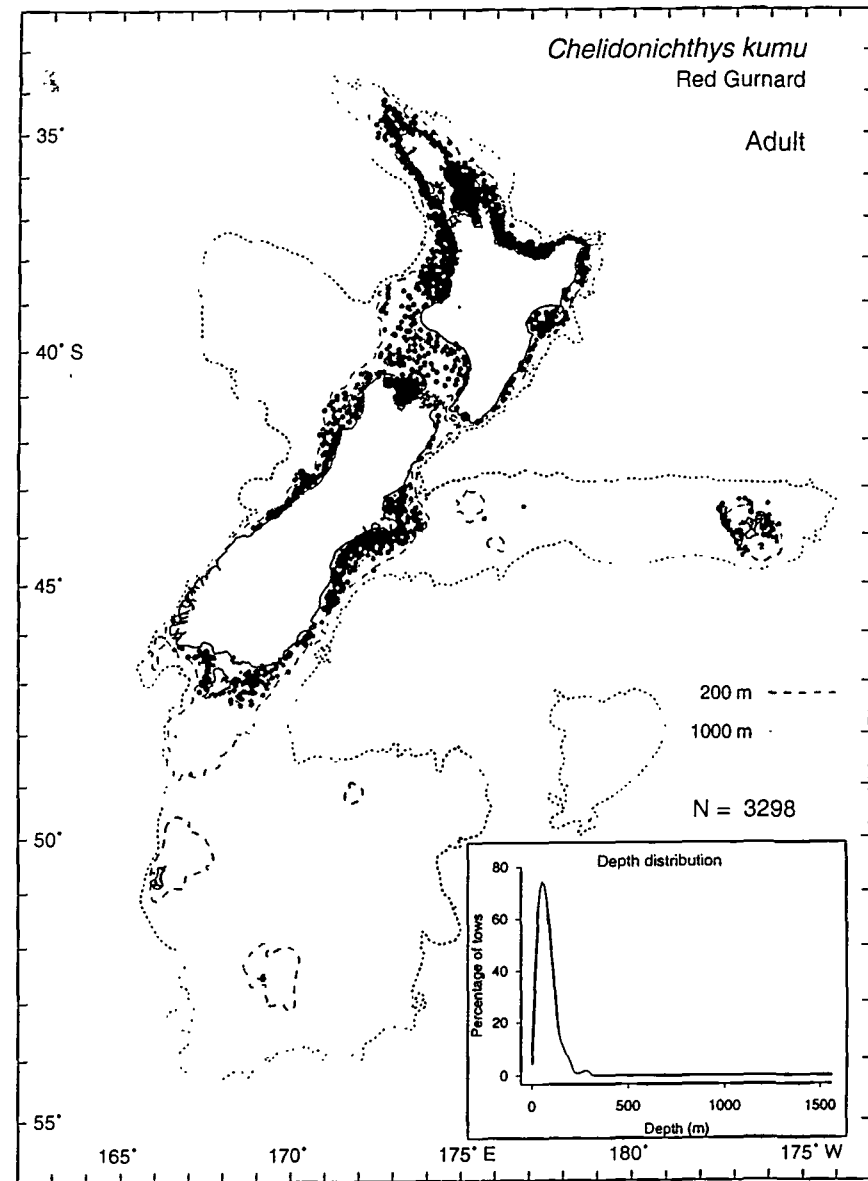 Chelidonichthys kumu
Red Gurnard
Adult
35°
40° S
45°
200 m
1000 m
N = 3298
50°
Depth distribution
80
60
40
20
0
Percentage of tows
0 500 1000 1500
Depth (m)
55°
165° 170° 175° E 180° 175° W